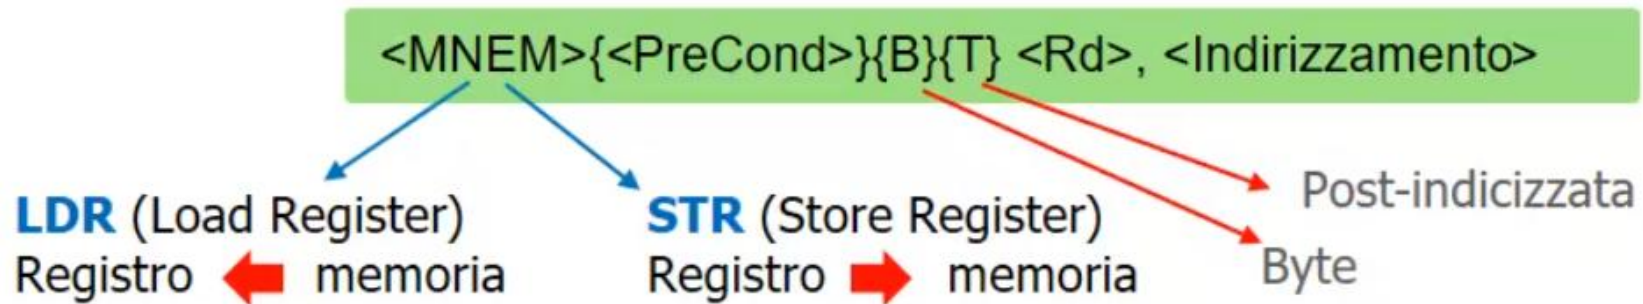 <MNEM>{<PreCond>}{B}{T} <Rd>, <Indirizzamento>
Post-indicizzata
LDR (Load Register)
Registro memoria
STR (Store Register)
Registro memoria
Byte